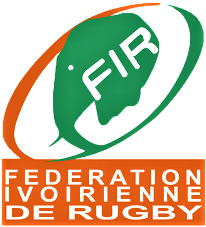 FIR
FEDERATION
IVOIRIENNE
DE RUGBY